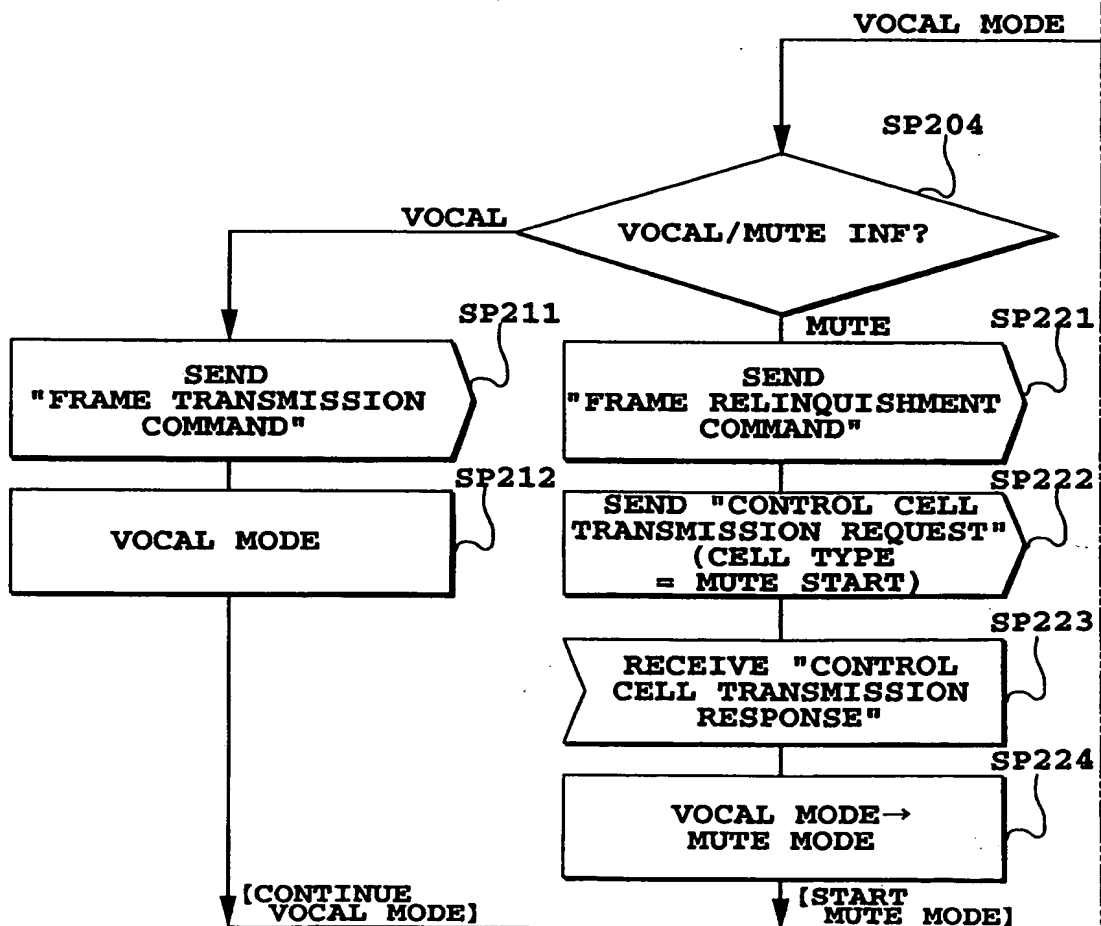 VOCAL MODE
SP204
VOCAL
VOCAL/MUTE INF?
MUTE
SP211
SEND
"FRAME TRANSMISSION
COMMAND"
SP221
SEND
"FRAME RELINQUISHMENT
COMMAND"
SP212
VOCAL MODE
SP222
SEND "CONTROL CELL
TRANSMISSION REQUEST"
(CELL TYPE
= MUTE START)
SP223
RECEIVE "CONTROL
CELL TRANSMISSION
RESPONSE"
SP224
VOCAL MODE→
MUTE MODE
[CONTINUE
VOCAL MODE]
[START
MUTE MODE]